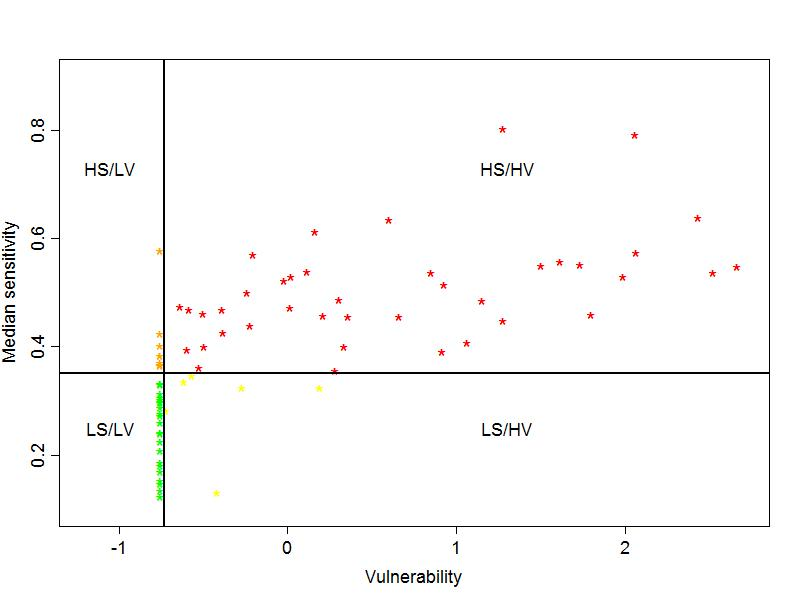 HS/LV
HS/HV
LS/LV
LS/HV
Median sensitivity
0.8
0.6
0.4
0.2
-1
0
1
2
Vulnerability